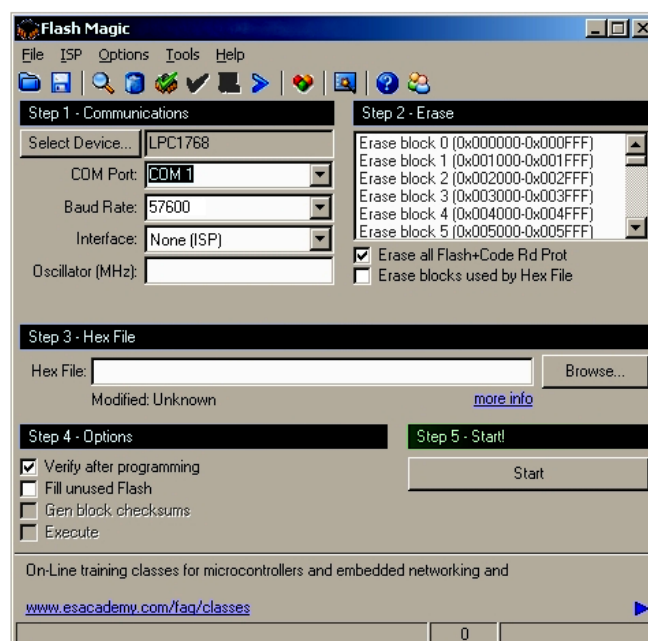 Flash Magic
File ISP Options Tools Help
Step 1 - Communications
Select Device... LPC1768
COM Port: COM 1
Baud Rate: 57600
Interface: None (ISP)
Oscillator (MHz):
Step 2 - Erase
Erase block 0 (0x000000-0x000FFF)
Erase block 1 (0x001000-0x001FFF)
Erase block 2 (0x002000-0x002FFF)
Erase block 3 (0x003000-0x003FFF)
Erase block 4 (0x004000-0x004FFF)
Erase block 5 (0x005000-0x005FFF)
Erase all Flash+Code Rd Prot
Erase blocks used by Hex File
Step 3 - Hex File
Hex File: Browse...
Modified: Unknown more info
Step 4 - Options
Verify after programming
Fill unused Flash
Gen block checksums
Execute
Step 5 - Start!
Start
On-Line training classes for microcontrollers and embedded networking and
www.esacademy.com/faq/classes
0